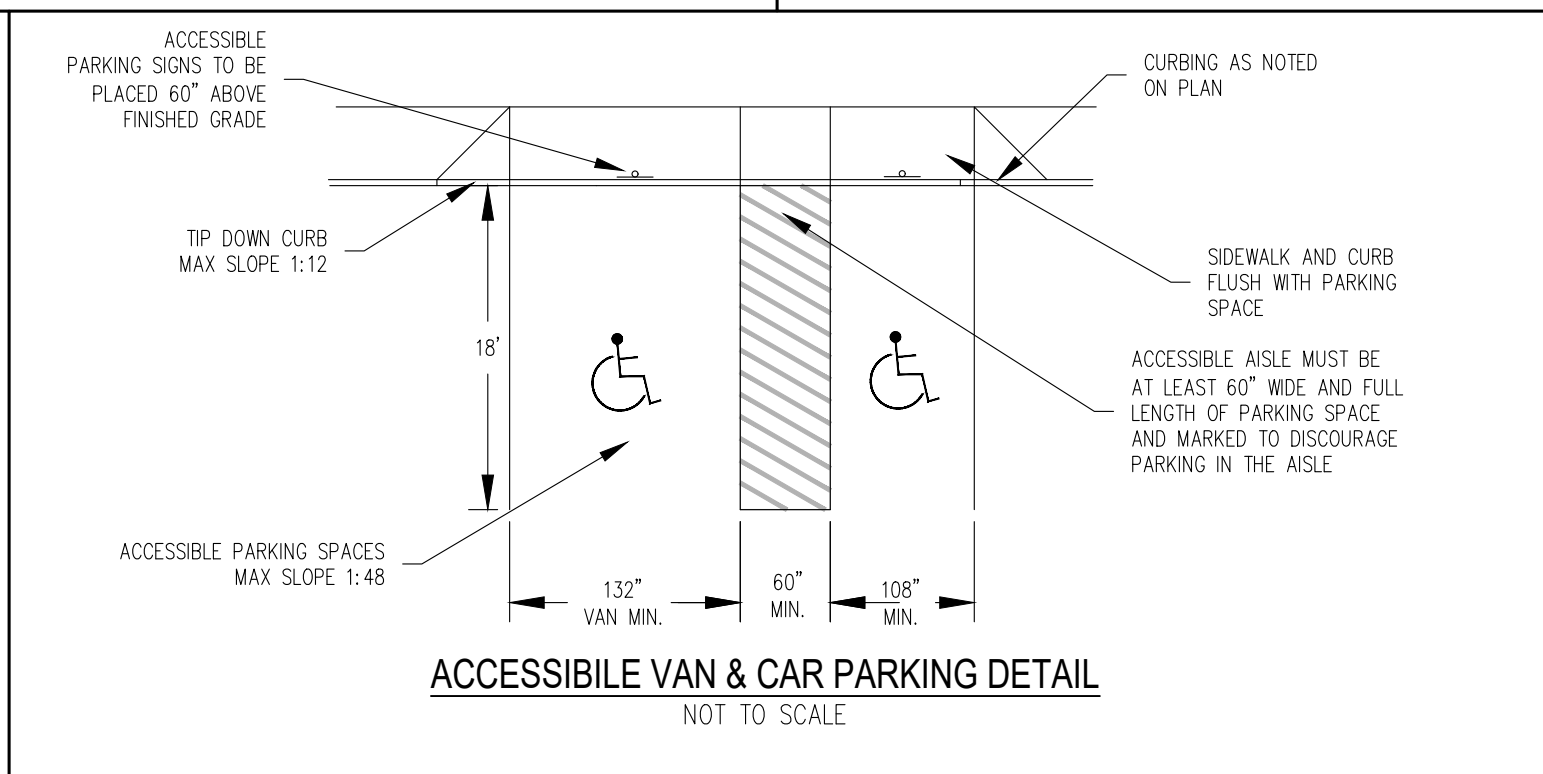 ACCESSIBLE
PARKING SIGNS TO BE
PLACED 60" ABOVE
FINISHED GRADE
CURBING AS NOTED
ON PLAN
TIP DOWN CURB
MAX SLOPE 1:12
SIDEWALK AND CURB
FLUSH WITH PARKING
SPACE
18'
ACCESSIBLE AISLE MUST BE
AT LEAST 60" WIDE AND FULL
LENGTH OF PARKING SPACE
AND MARKED TO DISCOURAGE
PARKING IN THE AISLE
ACCESSIBLE PARKING SPACES
MAX SLOPE 1:48
132"
VAN MIN.
60"
MIN.
108"
MIN.
ACCESSIBILE VAN & CAR PARKING DETAIL
NOT TO SCALE